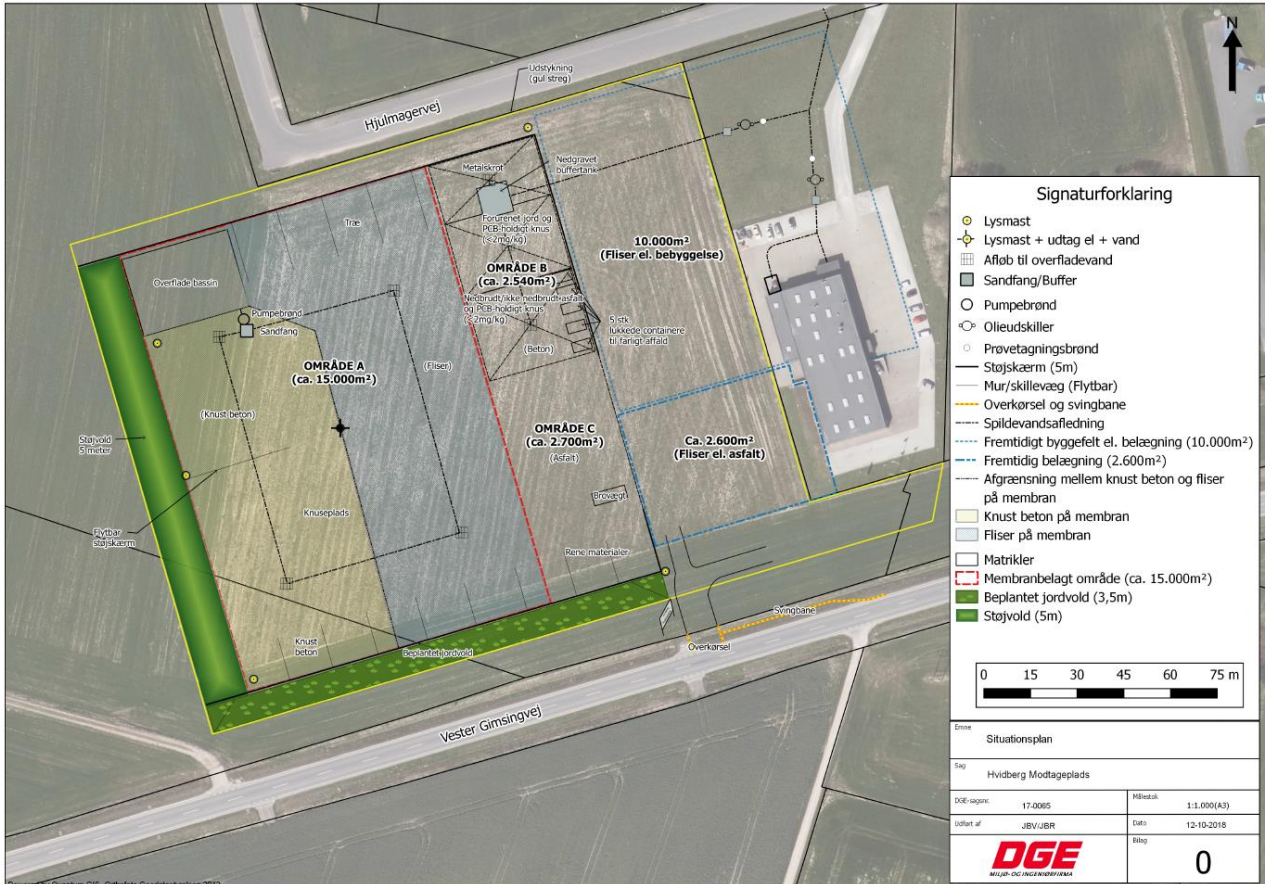 N
Udstykning
(gul streg)
Hjulmagervej
Metalskrot
Nedgravet
buffertank
Træ
Forurenet jord og
PCB-holdigt knus
(<2mg/kg)
10.000m²
(Fliser el. bebyggelse)
OMRÅDE B
(ca. 2.540m²)
Overflade bassin
Nedbrudt/ikke nedbrudt asfalt
og PCB-holdigt knus
(<2mg/kg)
Pumpebrønd
Sandfang
5 stk.
lukkede containere
til farligt affald
(Beton)
OMRÅDE A
(ca. 15.000m²)
(Fliser)
(Knust beton)
OMRÅDE C
(ca. 2.700m²)
(Asfalt)
Ca. 2.600m²
(Fliser el. asfalt)
Støjvold
5 meter
Brovægt
Knuseplads
Flytbar
støjskærm
Rene materialer
Svingbane
Knust
beton
Beplantet jordvold
Overkørsel
Vester Gimsingvej
Signaturforklaring
Lysmast
Lysmast + udtag el + vand
Afløb til overfladevand
Sandfang/Buffer
Pumpebrønd
Olieudskiller
Prøvetagningsbrønd
Støjskærm (5m)
Mur/skillevæg (Flytbar)
Overkørsel og svingbane
Spildevandsafledning
Fremtidigt byggefelt el. belægning (10.000m²)
Fremtidig belægning (2.600m²)
Afgrænsning mellem knust beton og fliser
på membran
Knust beton på membran
Fliser på membran
Matrikler
Membranbelagt område (ca. 15.000m²)
Beplantet jordvold (3,5m)
Støjvold (5m)
0 15 30 45 60 75 m
Emne
Situationsplan
Sag
Hvidberg Modtageplads
DGE-sagsnr. 17-0065
Målestok 1:1.000(A3)
Udført af JBV/JBR
Dato 12-10-2018
Bilag
0
DGE
MILJØ- OG INGENIØRFIRMA